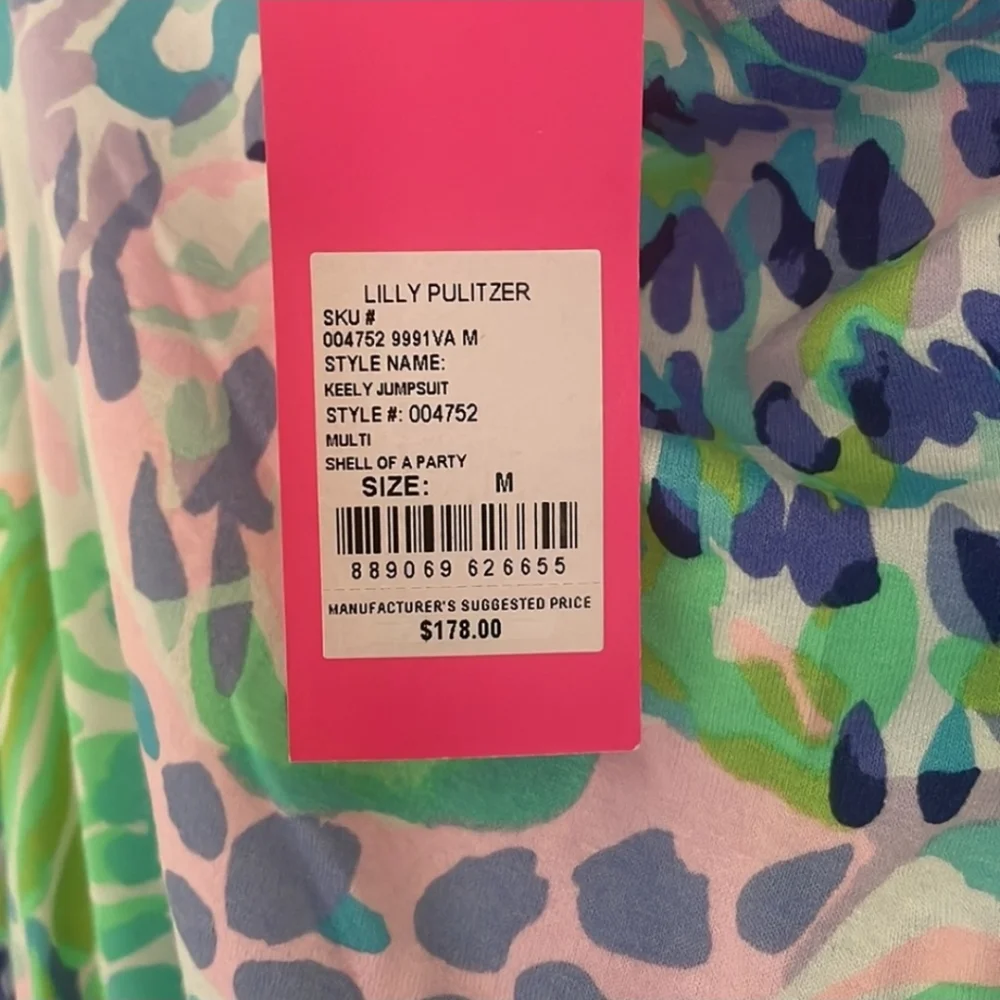 LILLY PULITZER
SKU #
004752 9991VA M
STYLE NAME:
KEELY JUMPSUIT
STYLE #: 004752
MULTI
SHELL OF A PARTY
SIZE: M
889069 626655
MANUFACTURER'S SUGGESTED PRICE
$178.00